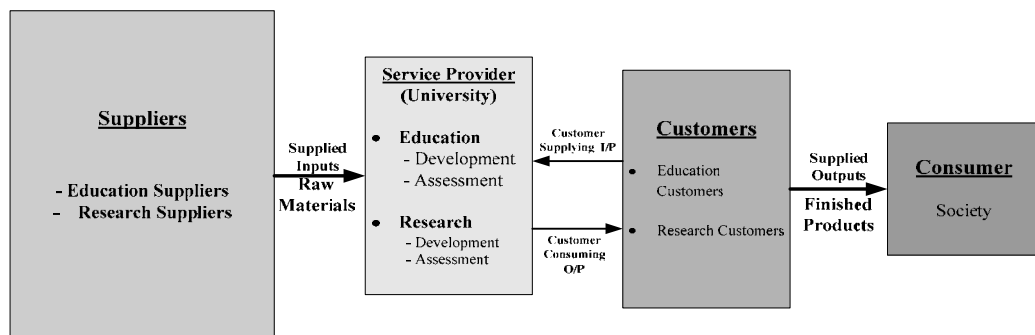 Suppliers
- Education Suppliers
- Research Suppliers
Supplied
Inputs
Raw
Materials
Service Provider
(University)
• Education
- Development
- Assessment
• Research
- Development
- Assessment
Customer
Supplying I/P
Customer
Consuming
O/P
Customers
• Education
Customers
• Research Customers
Supplied
Outputs
Finished
Products
Consumer
Society